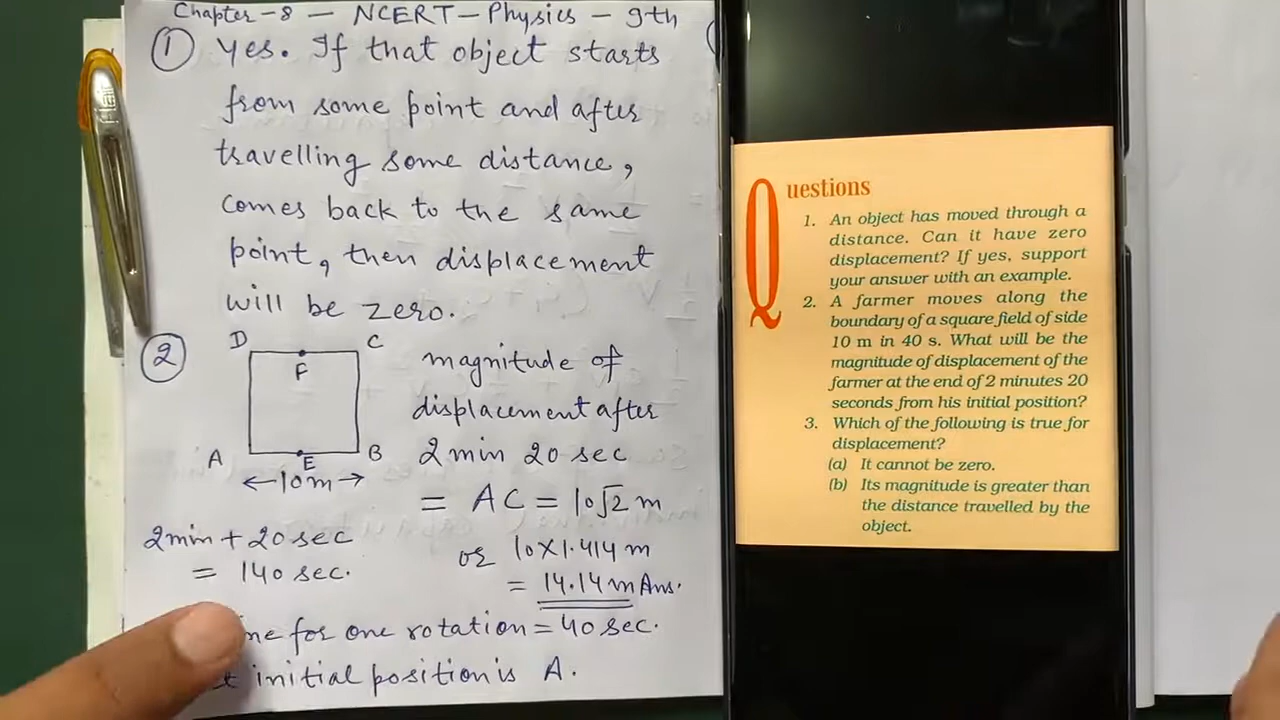 Chapter-8 — NCERT-Physics - 9th
① Yes. If that object starts
from some point and after
travelling some distance,
comes back to the same
point, then displacement
will be zero.
②
D C
F
A E B
←10m→
magnitude of
displacement after
2 min 20 sec
= AC = 10√2 m
or 10X1.414 m
= 14.14m Ans.
2min + 20 sec
= 140 sec.
for one rotation = 40 sec.
initial position is A.
Questions
1. An object has moved through a
distance. Can it have zero
displacement? If yes, support
your answer with an example.
2. A farmer moves along the
boundary of a square field of side
10 m in 40 s. What will be the
magnitude of displacement of the
farmer at the end of 2 minutes 20
seconds from his initial position?
3. Which of the following is true for
displacement?
(a) It cannot be zero.
(b) Its magnitude is greater than
the distance travelled by the
object.